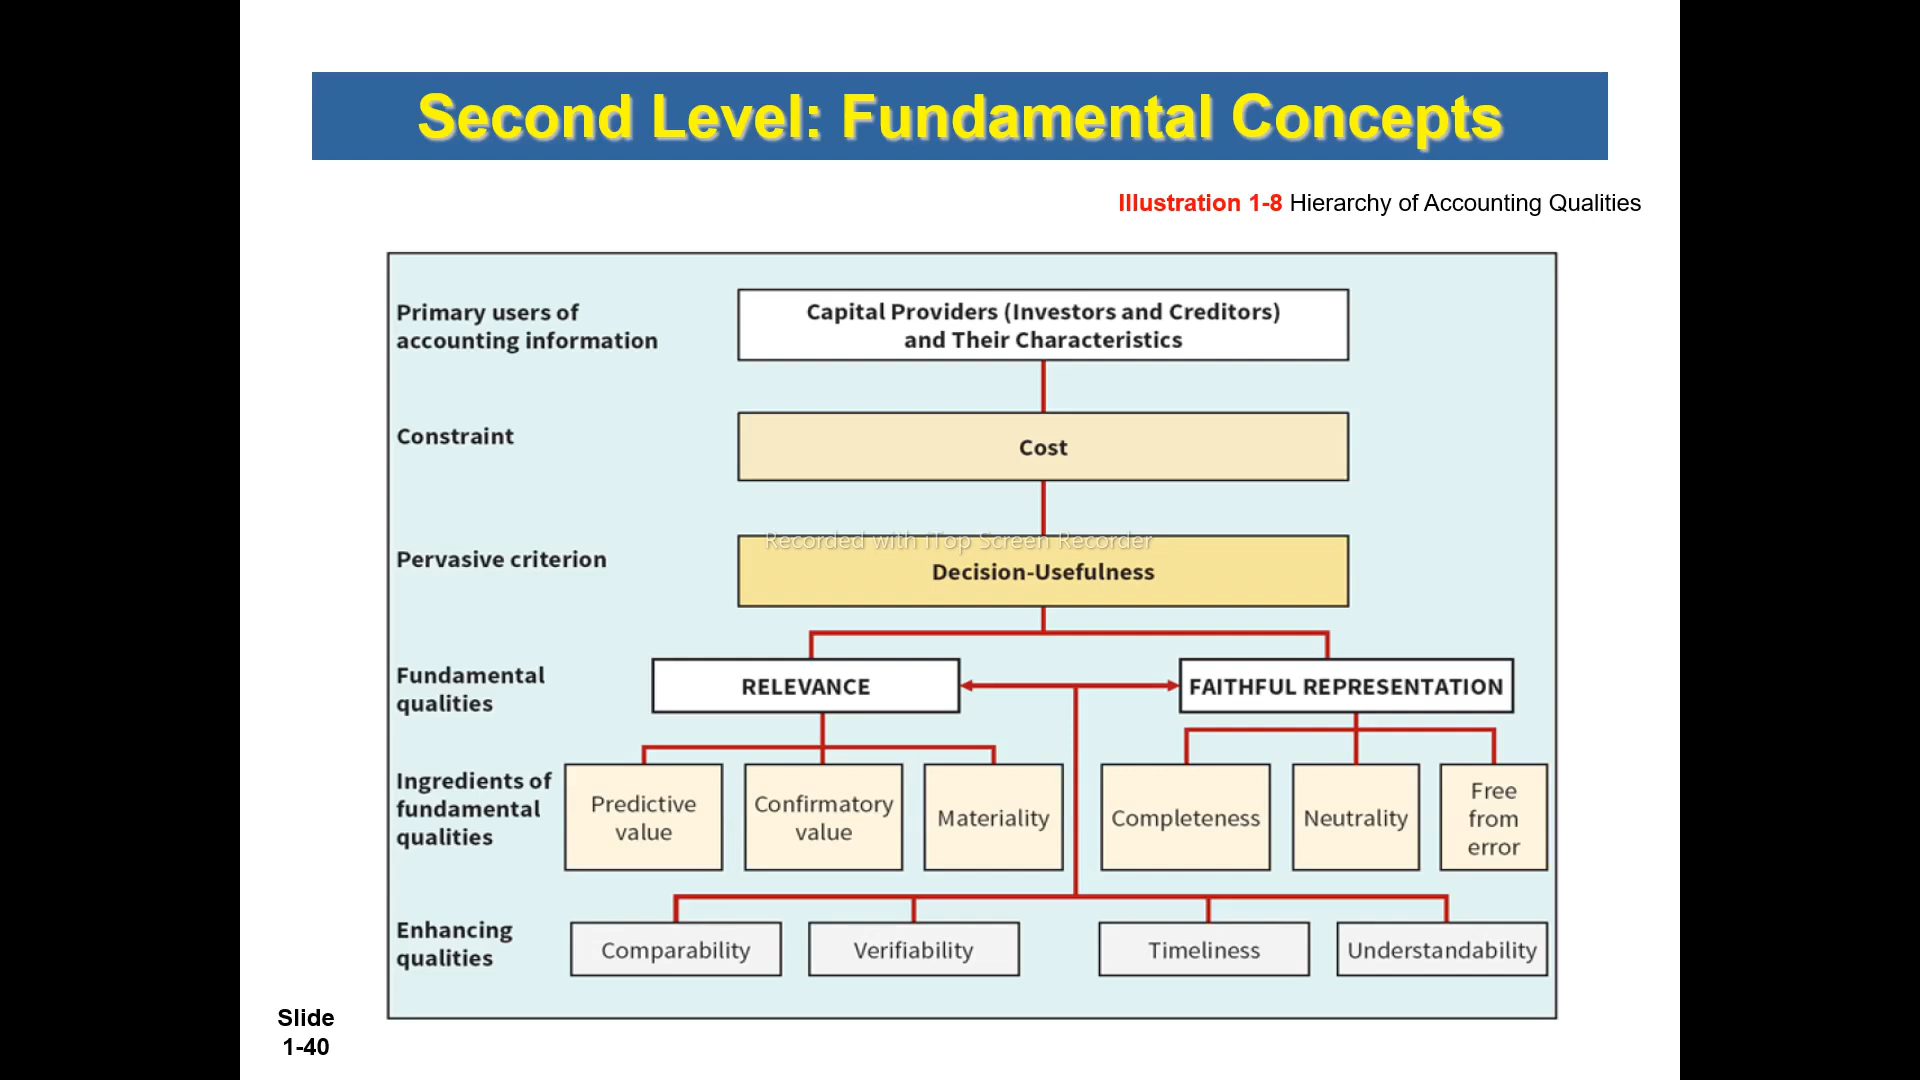 Second Level: Fundamental Concepts
Illustration 1-8 Hierarchy of Accounting Qualities
Primary users of
accounting information
Capital Providers (Investors and Creditors)
and Their Characteristics
Constraint
Cost
Recorded with iTop Screen Recorder
Pervasive criterion
Decision-Usefulness
Fundamental
qualities
RELEVANCE
FAITHFUL REPRESENTATION
Ingredients of
fundamental
qualities
Predictive
value
Confirmatory
value
Materiality
Completeness
Neutrality
Free
from
error
Enhancing
qualities
Comparability
Verifiability
Timeliness
Understandability
Slide
1-40